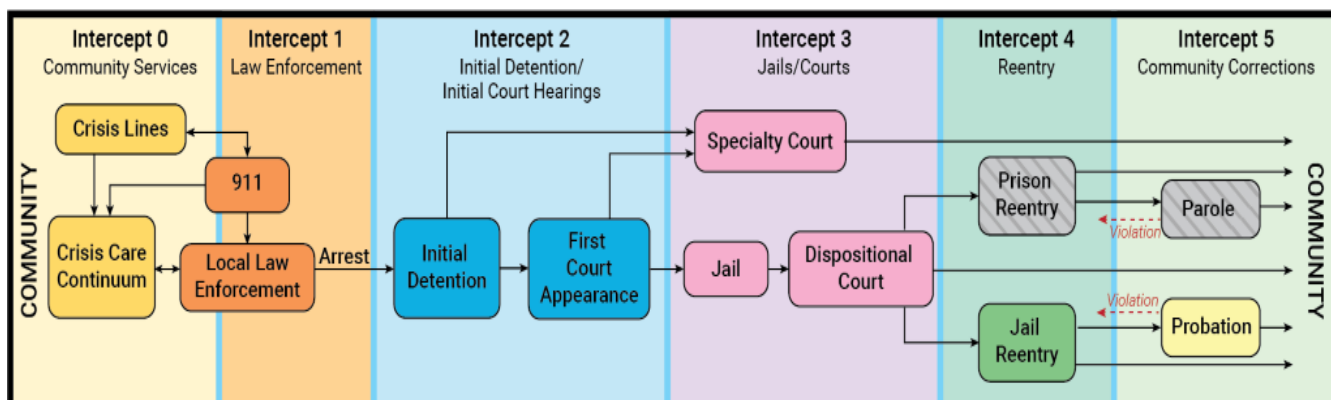 Intercept 0
Community Services
Intercept 1
Law Enforcement
Intercept 2
Initial Detention/
Initial Court Hearings
Intercept 3
Jails/Courts
Intercept 4
Reentry
Intercept 5
Community Corrections
COMMUNITY
Crisis Lines
911
Crisis Care
Continuum
Local Law
Enforcement
Arrest
Initial
Detention
First
Court
Appearance
Specialty Court
Jail
Dispositional
Court
Prison
Reentry
Violation
Parole
Jail
Reentry
Violation
Probation
COMMUNITY